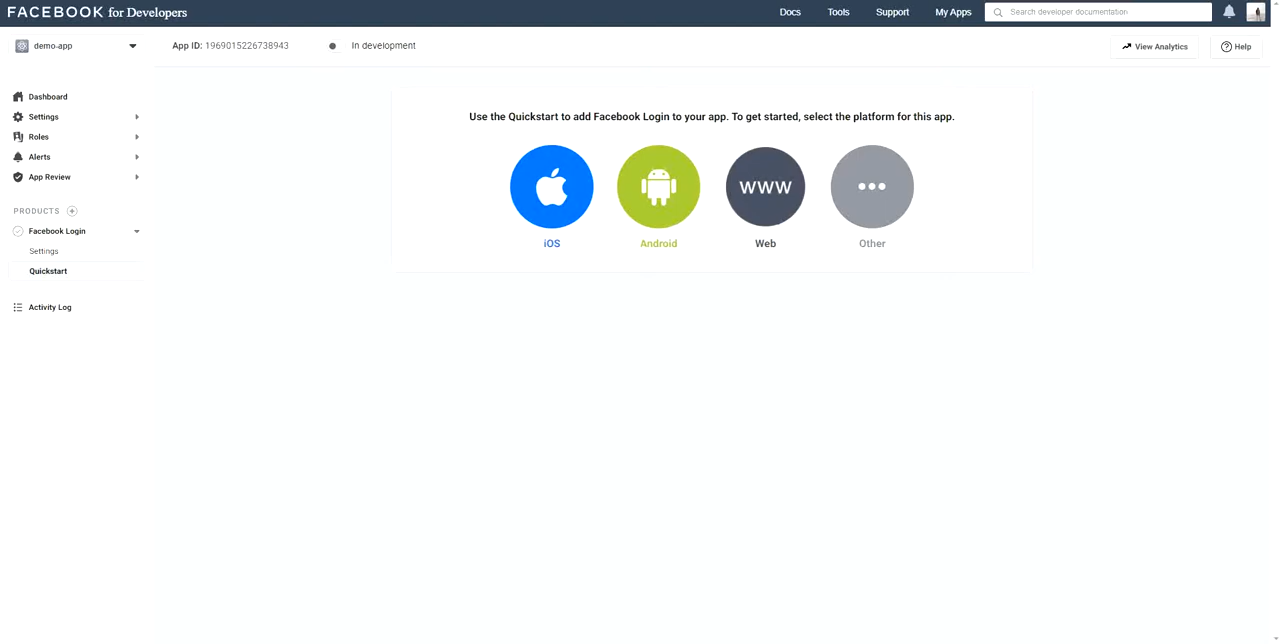 FACEBOOK for Developers
Docs
Tools
Support
My Apps
Search developer documentation
demo-app
App ID: 1969015226738943
In development
View Analytics
Help
Dashboard
Settings
Roles
Alerts
App Review
PRODUCTS
Facebook Login
Settings
Quickstart
Activity Log
Use the Quickstart to add Facebook Login to your app. To get started, select the platform for this app.
WWW
iOS
Android
Web
Other